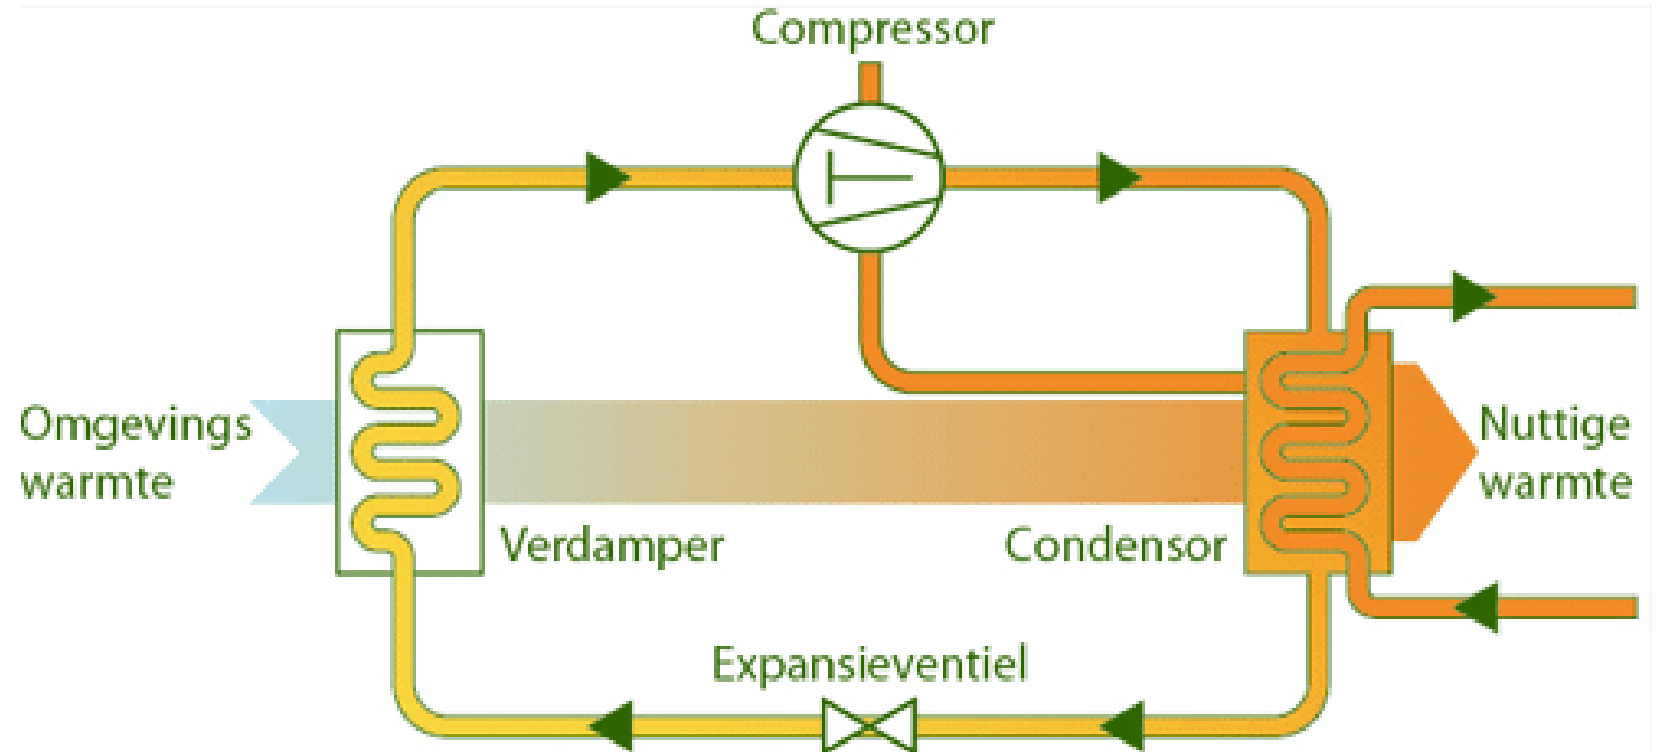 Compressor
Omgevings
warmte
Nuttige
warmte
Verdamper
Condensor
Expansieventiel